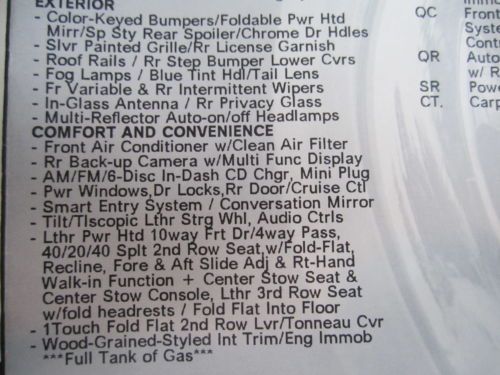 EXTERIOR
- Color-Keyed Bumpers/Foldable Pwr Htd
Mirr/Sp Sty Rear Spoiler/Chrome Dr Hdles
- Slvr Painted Grille/Rr License Garnish
- Roof Rails / Rr Step Bumper Lower Cvrs
- Fog Lamps / Blue Tint Hdl/Tail Lens
- Fr Variable & Rr Intermittent Wipers
- In-Glass Antenna / Rr Privacy Glass
- Multi-Reflector Auto-on/off Headlamps
COMFORT AND CONVENIENCE
- Front Air Conditioner w/Clean Air Filter
- Rr Back-up Camera w/Multi Func Display
- AM/FM/6-Disc In-Dash CD Chgr, Mini Plug
- Pwr Windows,Dr Locks,Rr Door/Cruise Ctl
- Smart Entry System / Conversation Mirror
- Tilt/Tlscopic Lthr Strg Whl, Audio Ctrls
- Lthr Pwr Htd 10way Frt Dr/4way Pass,
40/20/40 Splt 2nd Row Seat,w/Fold-Flat,
Recline, Fore & Aft Slide Adj & Rt-Hand
Walk-in Function + Center Stow Seat &
Center Stow Console, Lthr 3rd Row Seat
w/fold headrests / Fold Flat Into Floor
- 1Touch Fold Flat 2nd Row Lvr/Tonneau Cvr
- Wood-Grained-Styled Int Trim/Eng Immob
***Full Tank of Gas***
QC Front
Syste
Cont
QR Auto
w/ R
SR Pow
CT. Carp